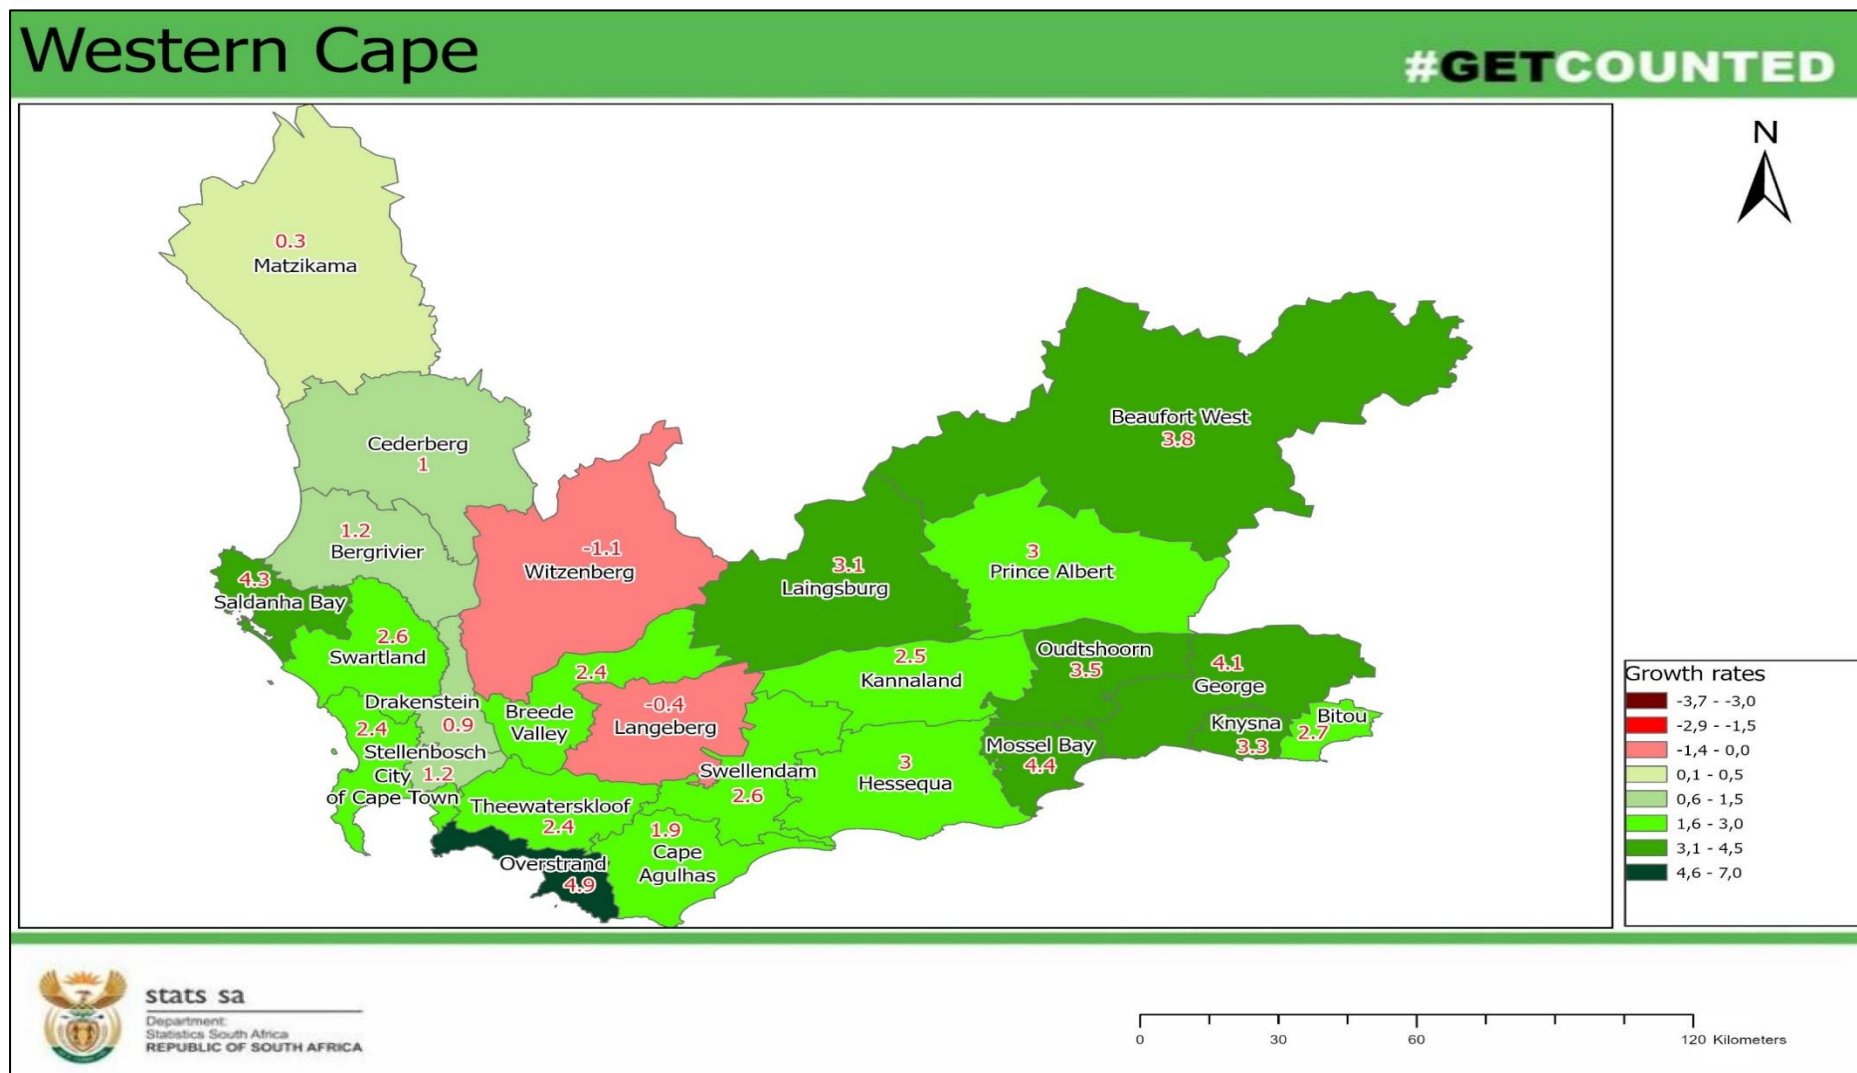 Western Cape
#GETCOUNTED
N
0.3
Matzikama
Cederberg
1
1.2
Bergrivier
4.3
Saldanha Bay
2.6
Swartland
-1.1
Witzenberg
3.1
Laingsburg
3
Prince Albert
Beaufort West
3.8
Drakenstein
0.9
2.4
Stellenbosch
1.2
City
of Cape Town
2.4
Breede
Valley
-0.4
Langeberg
2.5
Kannaland
Oudtshoorn
3.5
4.1
George
Knysna
3.3
Bitou
2.7
Mossel Bay
4.4
3
Hessequa
Swellendam
2.6
Theewaterskloof
2.4
1.9
Cape
Agulhas
Overstrand
4.9
Growth rates
-3,7 - -3,0
-2,9 - -1,5
-1,4 - 0,0
0,1 - 0,5
0,6 - 1,5
1,6 - 3,0
3,1 - 4,5
4,6 - 7,0
stats sa
Department:
Statistics South Africa
REPUBLIC OF SOUTH AFRICA
0 30 60 120 Kilometers